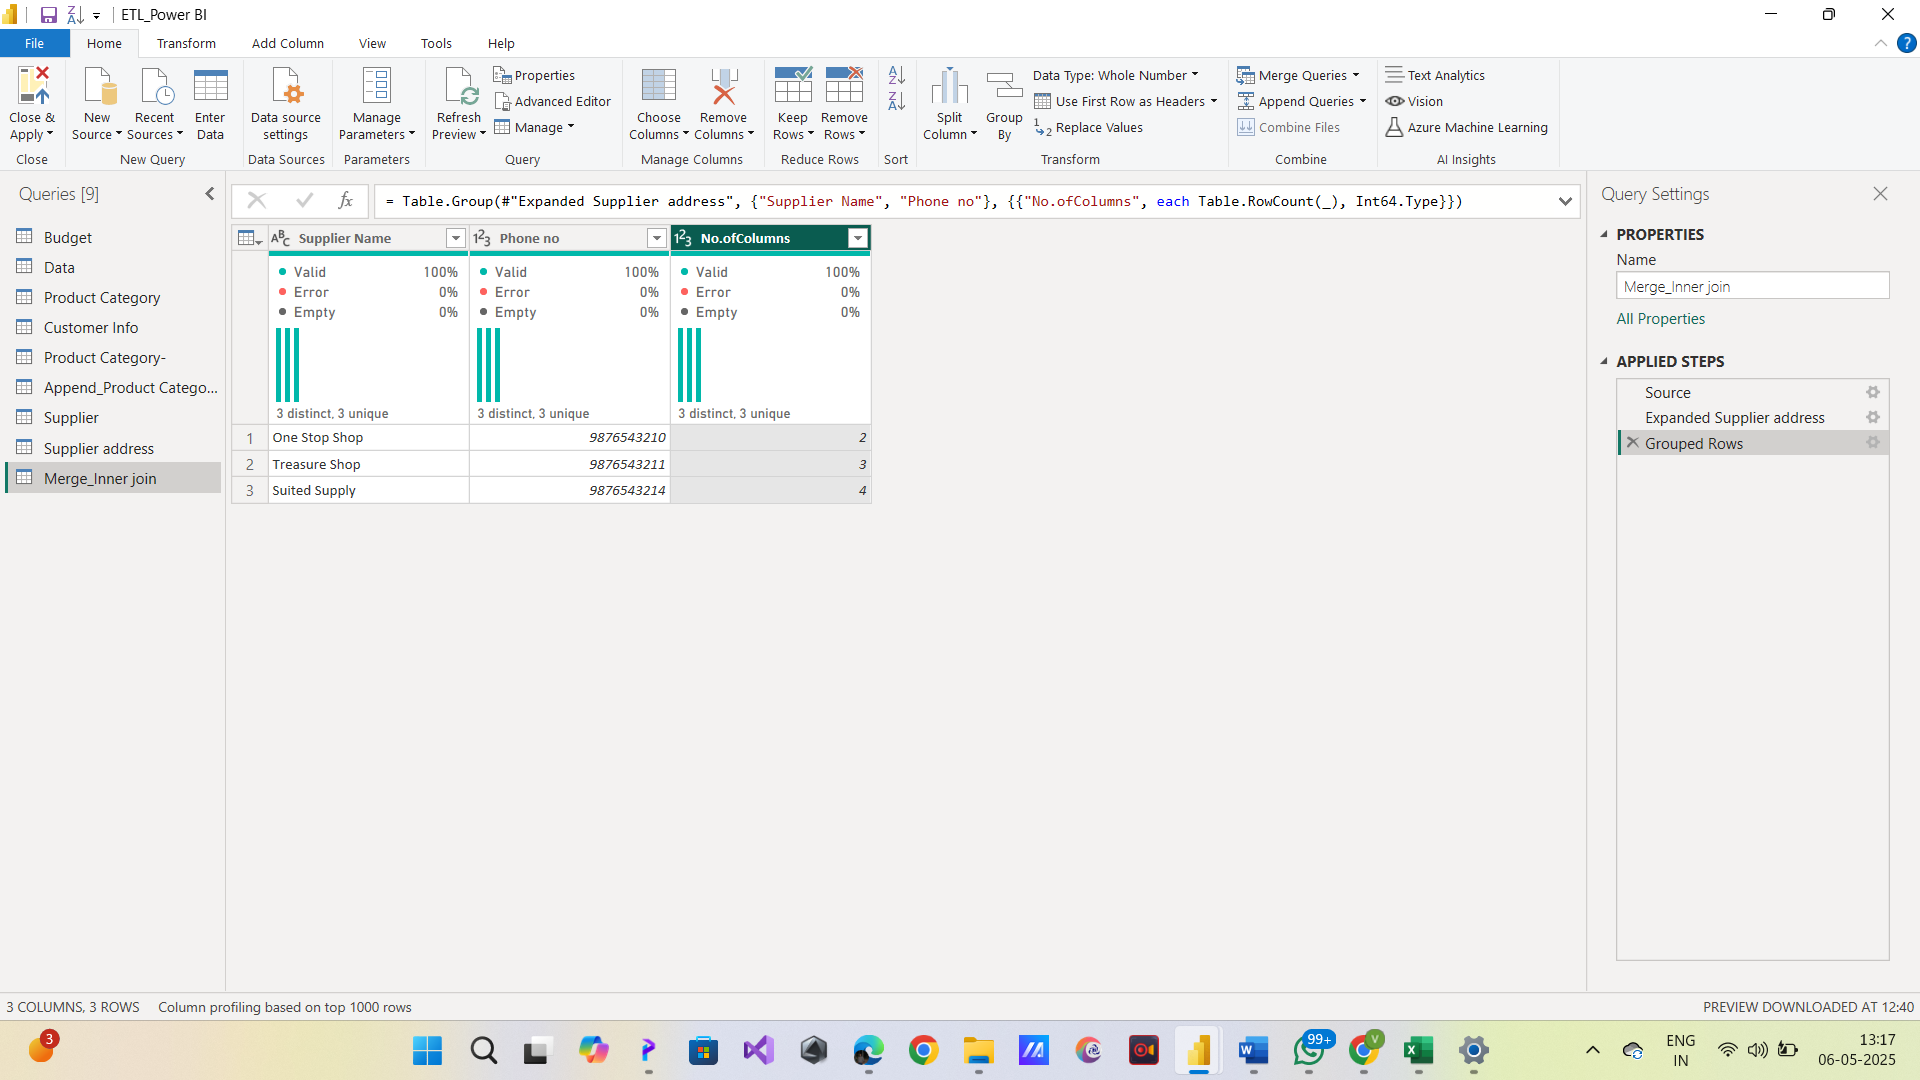 ETL_Power BI
File Home Transform Add Column View Tools Help
Close & Apply
Close
New Source
Recent Sources
Enter Data
New Query
Data source settings
Data Sources
Manage Parameters
Parameters
Refresh Preview
Properties
Advanced Editor
Manage
Query
Choose Columns
Remove Columns
Manage Columns
Keep Rows
Remove Rows
Reduce Rows
Sort
Split Column
Group By
Data Type: Whole Number
Use First Row as Headers
Replace Values
Transform
Merge Queries
Append Queries
Combine Files
Combine
Text Analytics
Vision
Azure Machine Learning
AI Insights
Queries [9]
Budget
Data
Product Category
Customer Info
Product Category-
Append_Product Catego...
Supplier
Supplier address
Merge_Inner join
fx
= Table.Group(#"Expanded Supplier address", {"Supplier Name", "Phone no"}, {{"No.ofColumns", each Table.RowCount(_), Int64.Type}})
Supplier Name Phone no No.ofColumns
Valid 100% Valid 100% Valid 100%
Error 0% Error 0% Error 0%
Empty 0% Empty 0% Empty 0%
3 distinct, 3 unique 3 distinct, 3 unique 3 distinct, 3 unique
1 One Stop Shop 9876543210 2
2 Treasure Shop 9876543211 3
3 Suited Supply 9876543214 4
Query Settings
PROPERTIES
Name
Merge_Inner join
All Properties
APPLIED STEPS
Source
Expanded Supplier address
Grouped Rows
3 COLUMNS, 3 ROWS Column profiling based on top 1000 rows
PREVIEW DOWNLOADED AT 12:40
3
99+
V
ENG
IN
13:17
06-05-2025